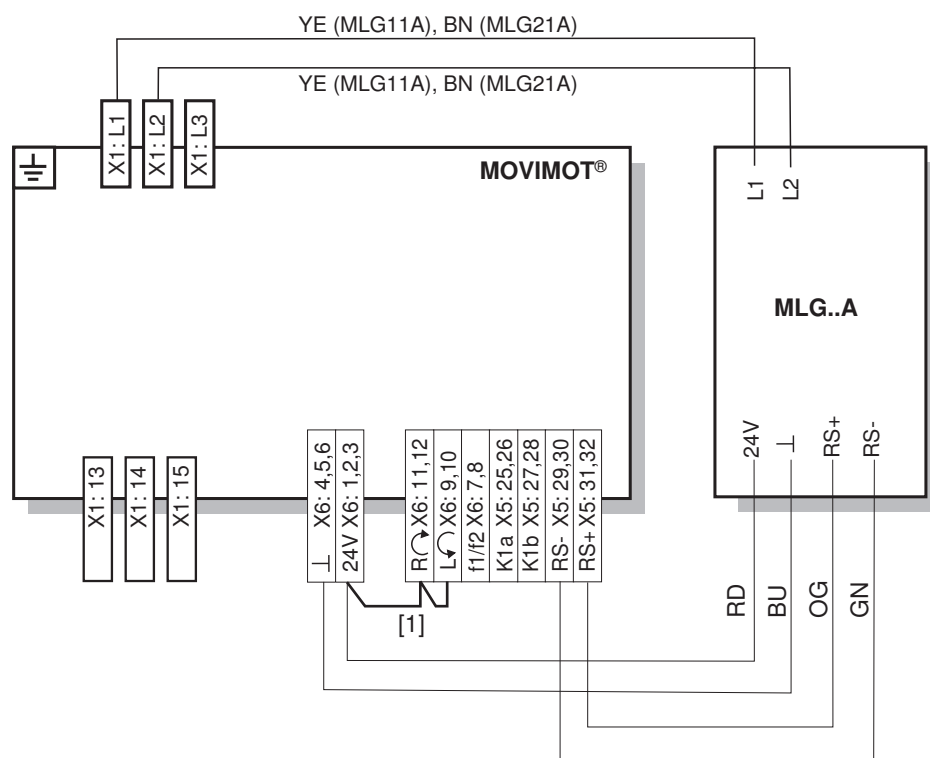 YE (MLG11A), BN (MLG21A)
YE (MLG11A), BN (MLG21A)
X1: L1
X1: L2
X1: L3
MOVIMOT®
L1
L2
MLG..A
24V
⊥
RS+
RS-
X1: 13
X1: 14
X1: 15
⊥ X6: 4,5,6
24V X6: 1,2,3
R X6: 11,12
L X6: 9,10
f1/f2 X6: 7,8
K1a X5: 25,26
K1b X5: 27,28
RS- X5: 29,30
RS+ X5: 31,32
[1]
RD
BU
OG
GN